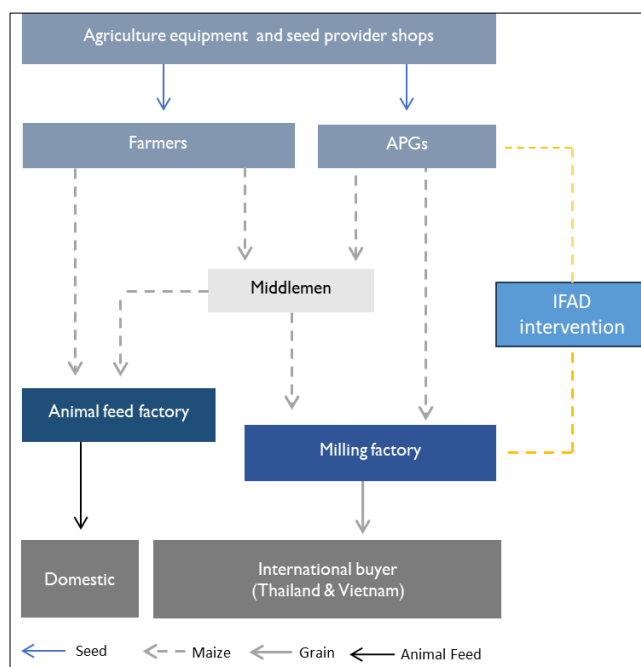 Agriculture equipment and seed provider shops
Farmers
APGs
Middlemen
IFAD
intervention
Animal feed factory
Milling factory
Domestic
International buyer
(Thailand & Vietnam)
Seed
Maize
Grain
Animal Feed